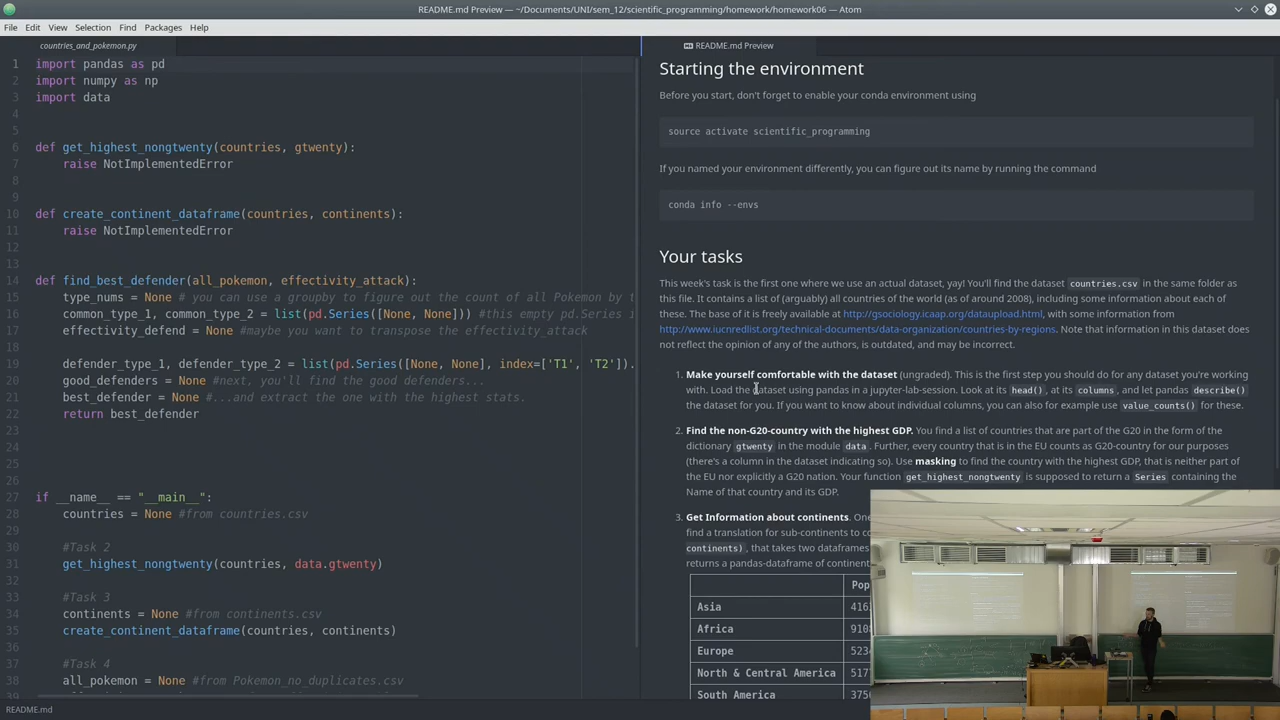 README.md Preview — ~/Documents/UNI/sem_12/scientific_programming/homework/homework06 — Atom
File Edit View Selection Find Packages Help
countries_and_pokemon.py
1 import pandas as pd
2 import numpy as np
3 import data
4
5
6 def get_highest_nongtwenty(countries, gtwenty):
7 raise NotImplementedError
8
9
10 def create_continent_dataframe(countries, continents):
11 raise NotImplementedError
12
13
14 def find_best_defender(all_pokemon, effectivity_attack):
15 type_nums = None # you can use a groupby to figure out the count of all Pokemon by t
16 common_type_1, common_type_2 = list(pd.Series([None, None])) #this empty pd.Series i
17 effectivity_defend = None #maybe you want to transpose the effectivity_attack
18
19 defender_type_1, defender_type_2 = list(pd.Series([None, None], index=['T1', 'T2']).
20 good_defenders = None #next, you'll find the good defenders...
21 best_defender = None #...and extract the one with the highest stats.
22 return best_defender
23
24
25
26
27 if __name__ == "__main__":
28 countries = None #from countries.csv
29
30 #Task 2
31 get_highest_nongtwenty(countries, data.gtwenty)
32
33 #Task 3
34 continents = None #from continents.csv
35 create_continent_dataframe(countries, continents)
36
37 #Task 4
38 all_pokemon = None #from Pokemon_no_duplicates.csv
39
README.md
README.md Preview
Starting the environment
Before you start, don't forget to enable your conda environment using
source activate scientific_programming
If you named your environment differently, you can figure out its name by running the command
conda info --envs
Your tasks
This week's task is the first one where we use an actual dataset, yay! You'll find the dataset countries.csv in the same folder as
this file. It contains a list of (arguably) all countries of the world (as of around 2008), including some information about each of
these. The base of it is freely available at http://gsociology.icaap.org/dataupload.html, with some information from
http://www.iucnredlist.org/technical-documents/data-organization/countries-by-regions. Note that information in this dataset does
not reflect the opinion of any of the authors, is outdated, and may be incorrect.
1. Make yourself comfortable with the dataset (ungraded). This is the first step you should do for any dataset you're working
with. Load the dataset using pandas in a jupyter-lab-session. Look at its head(), at its columns, and let pandas describe()
the dataset for you. If you want to know about individual columns, you can also for example use value_counts() for these.
2. Find the non-G20-country with the highest GDP. You find a list of countries that are part of the G20 in the form of the
dictionary gtwenty in the module data. Further, every country that is in the EU counts as G20-country for our purposes
(there's a column in the dataset indicating so). Use masking to find the country with the highest GDP, that is neither part of
the EU nor explicitly a G20 nation. Your function get_highest_nongtwenty is supposed to return a Series containing the
Name of that country and its GDP.
3. Get Information about continents. One
find a translation for sub-continents to co
continents), that takes two dataframes
returns a pandas-dataframe of continent
Pop
Asia 416
Africa 910
Europe 523
North & Central America 517
South America 375